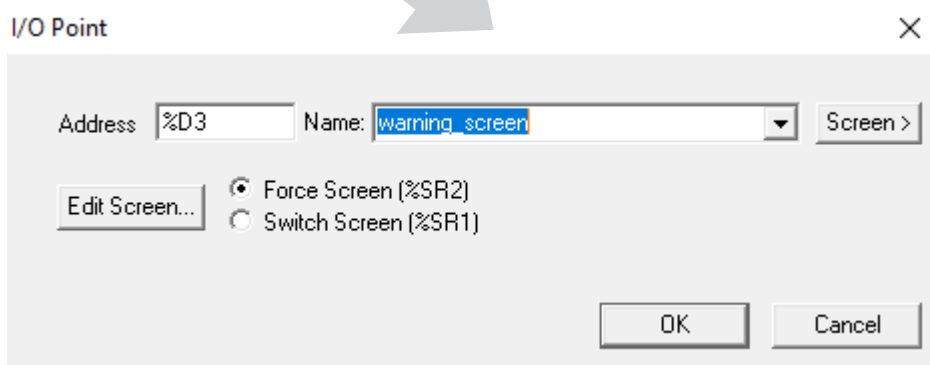 I/O Point
Address %D3 Name: warning_screen Screen >
Edit Screen...
Force Screen (%SR2)
Switch Screen (%SR1)
OK Cancel